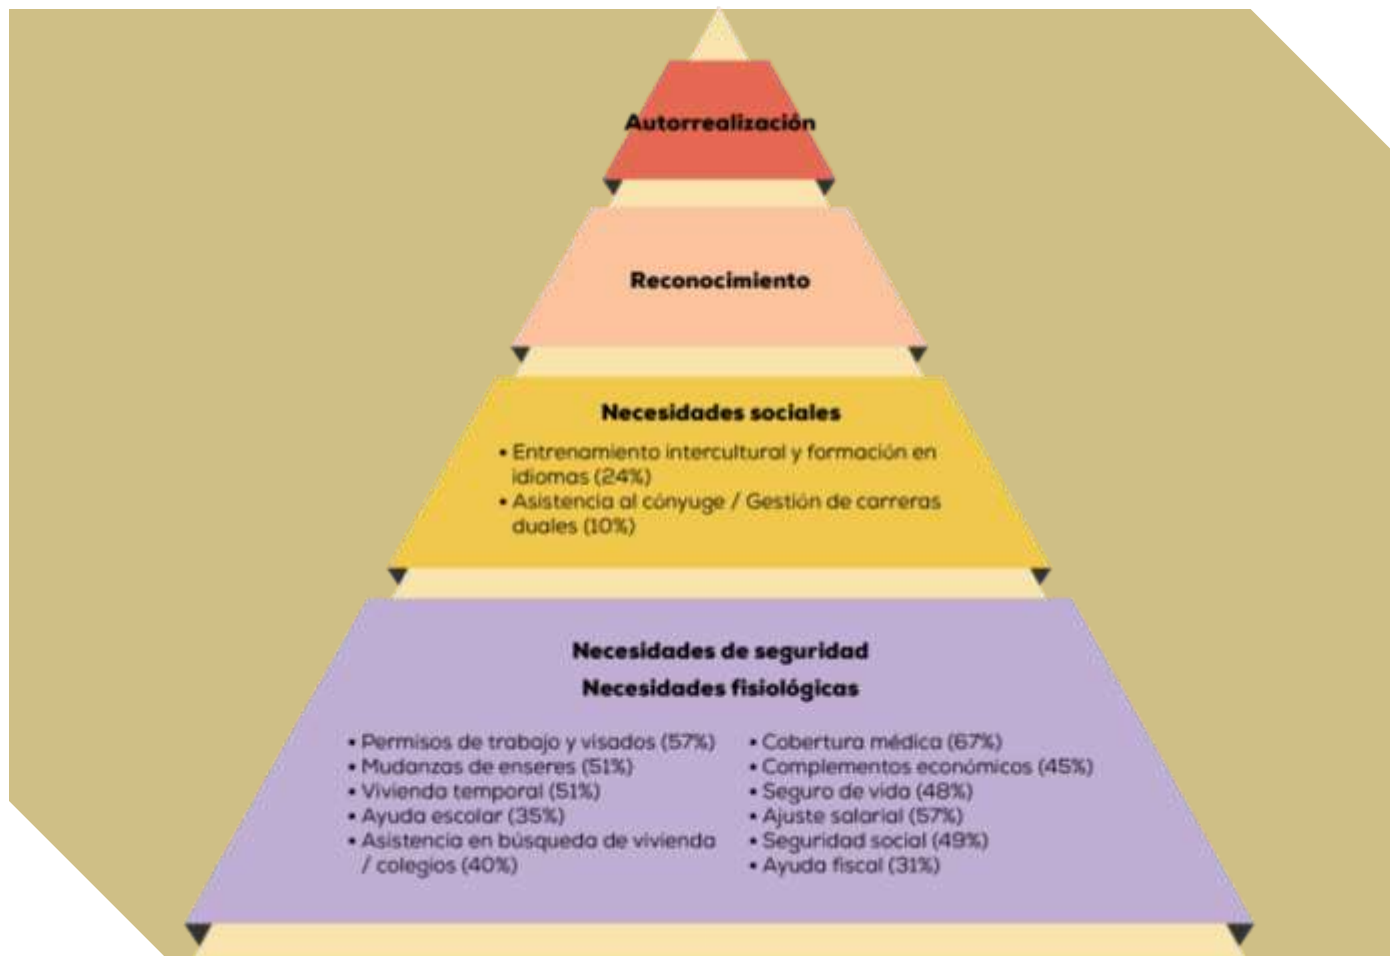 Autorrealización
Reconocimiento
Necesidades sociales
• Entrenamiento intercultural y formación en
idiomas (24%)
• Asistencia al cónyuge / Gestión de carreras
duales (10%)
Necesidades de seguridad
Necesidades fisiológicas
• Permisos de trabajo y visados (57%)
• Mudanzas de enseres (51%)
• Vivienda temporal (51%)
• Ayuda escolar (35%)
• Asistencia en búsqueda de vivienda
/ colegios (40%)
• Cobertura médica (67%)
• Complementos económicos (45%)
• Seguro de vida (48%)
• Ajuste salarial (57%)
• Seguridad social (49%)
• Ayuda fiscal (31%)